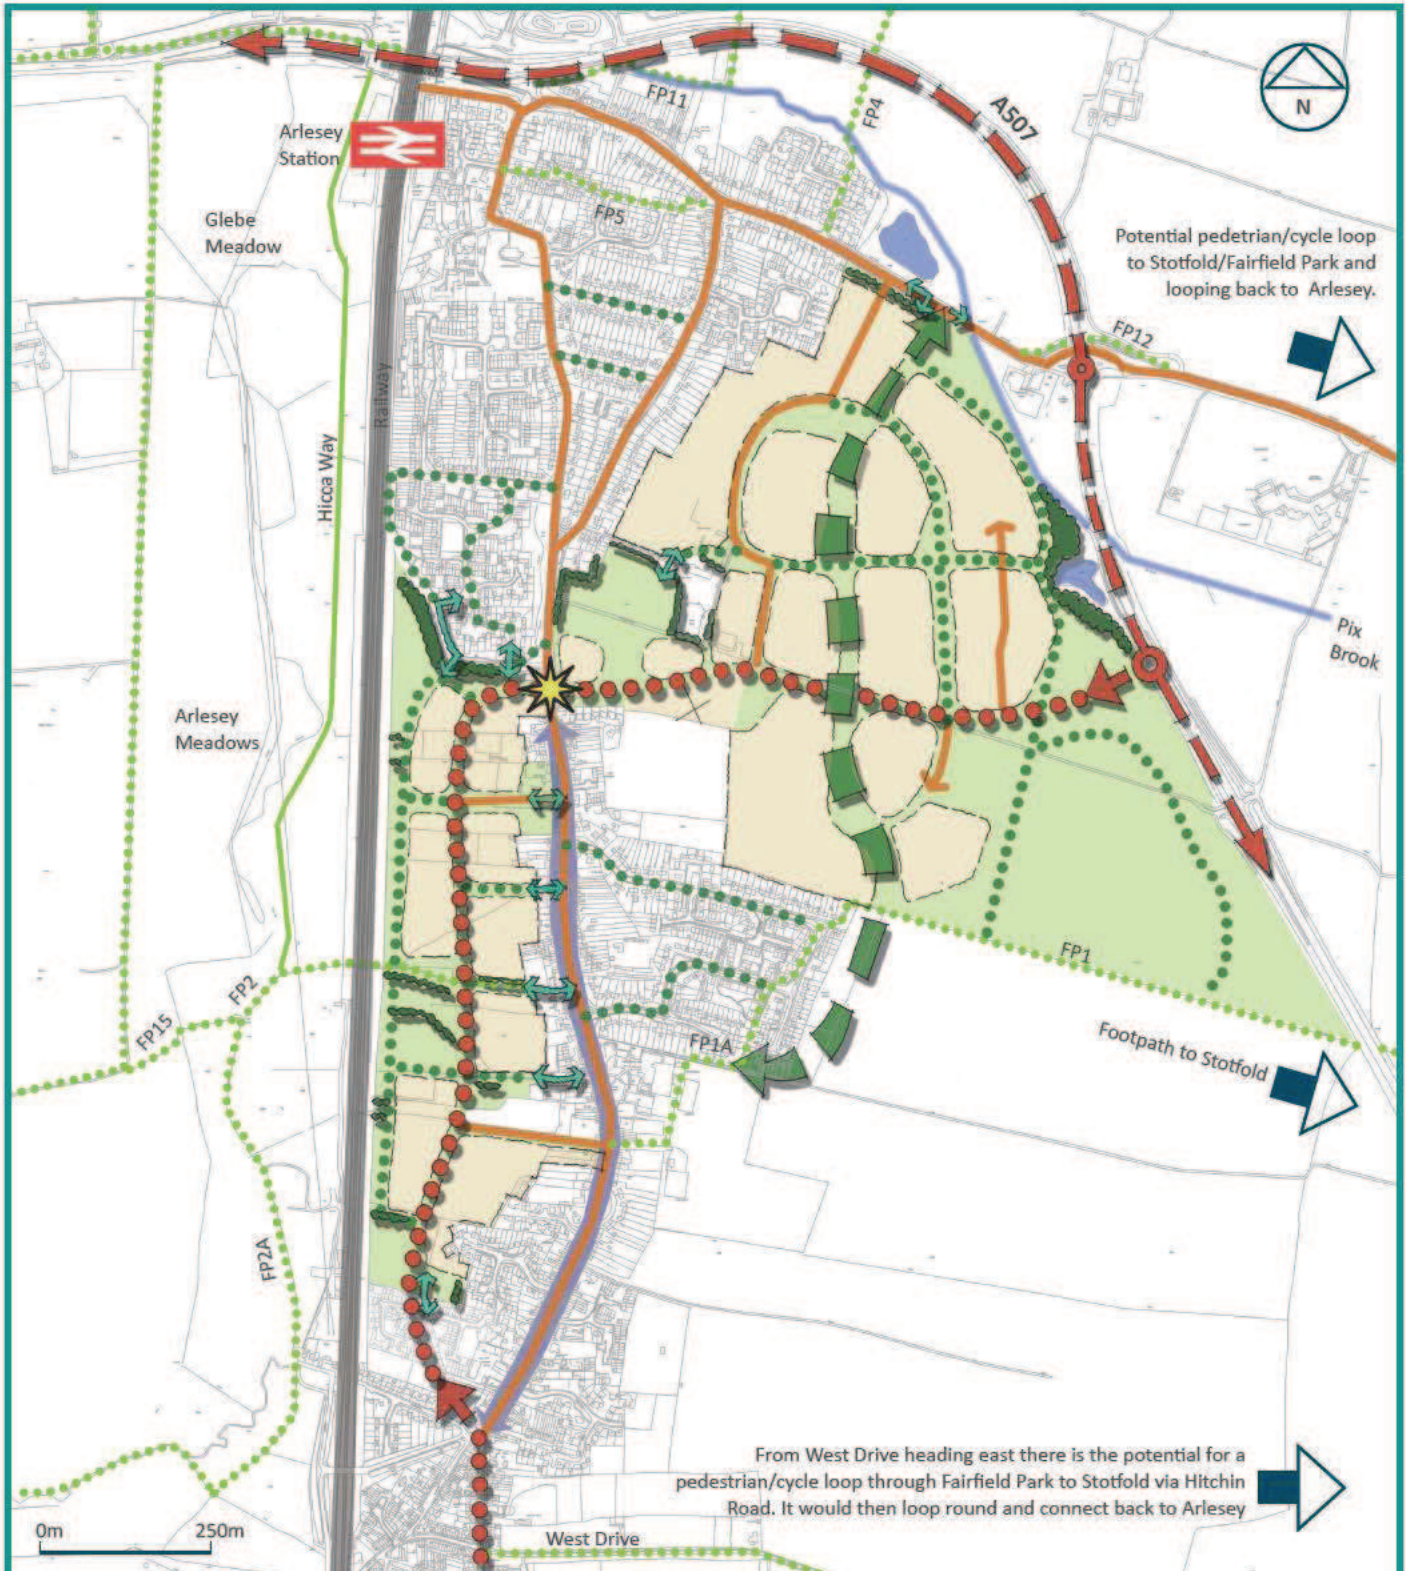 FP11
FP4
A507
N
Arlesey
Station
FP5
Glebe
Meadow
Potential pedetrian/cycle loop
to Stotfold/Fairfield Park and
looping back to Arlesey.
FP12
Railway
Hicca Way
Pix
Brook
Arlesey
Meadows
FP1
FP2
FP15
FP1A
Footpath to Stotfold
FP2A
From West Drive heading east there is the potential for a
pedestrian/cycle loop through Fairfield Park to Stotfold via Hitchin
Road. It would then loop round and connect back to Arlesey
0m 250m
West Drive